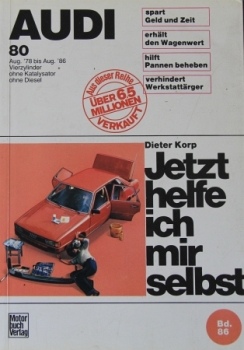 AUDI
80
Aug. '78 bis Aug. '86
Vierzylinder
ohne Katalysator
ohne Diesel
spart
Geld und Zeit
erhält
den Wagenwert
hilft
Pannen beheben
verhindert
Werkstattärger
Aus dieser Reihe
ÜBER 6,5
MILLIONEN
VERKAUFT
Dieter Korp
Jetzt
helfe
ich
mir
selbst
Motor
buch
Verlag
Bd.
86